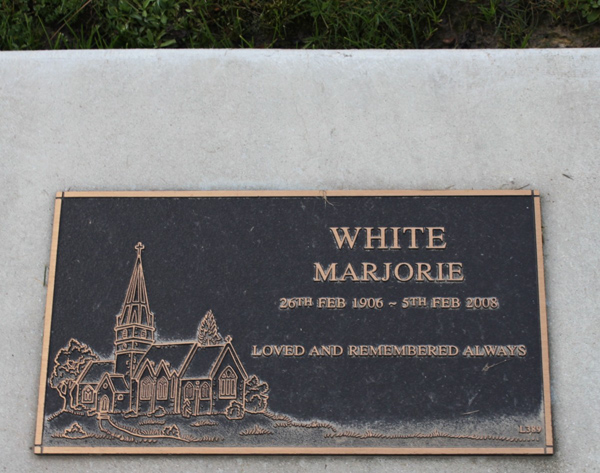 WHITE
MARJORIE
26TH FEB 1906 ~ 5TH FEB 2008
LOVED AND REMEMBERED ALWAYS